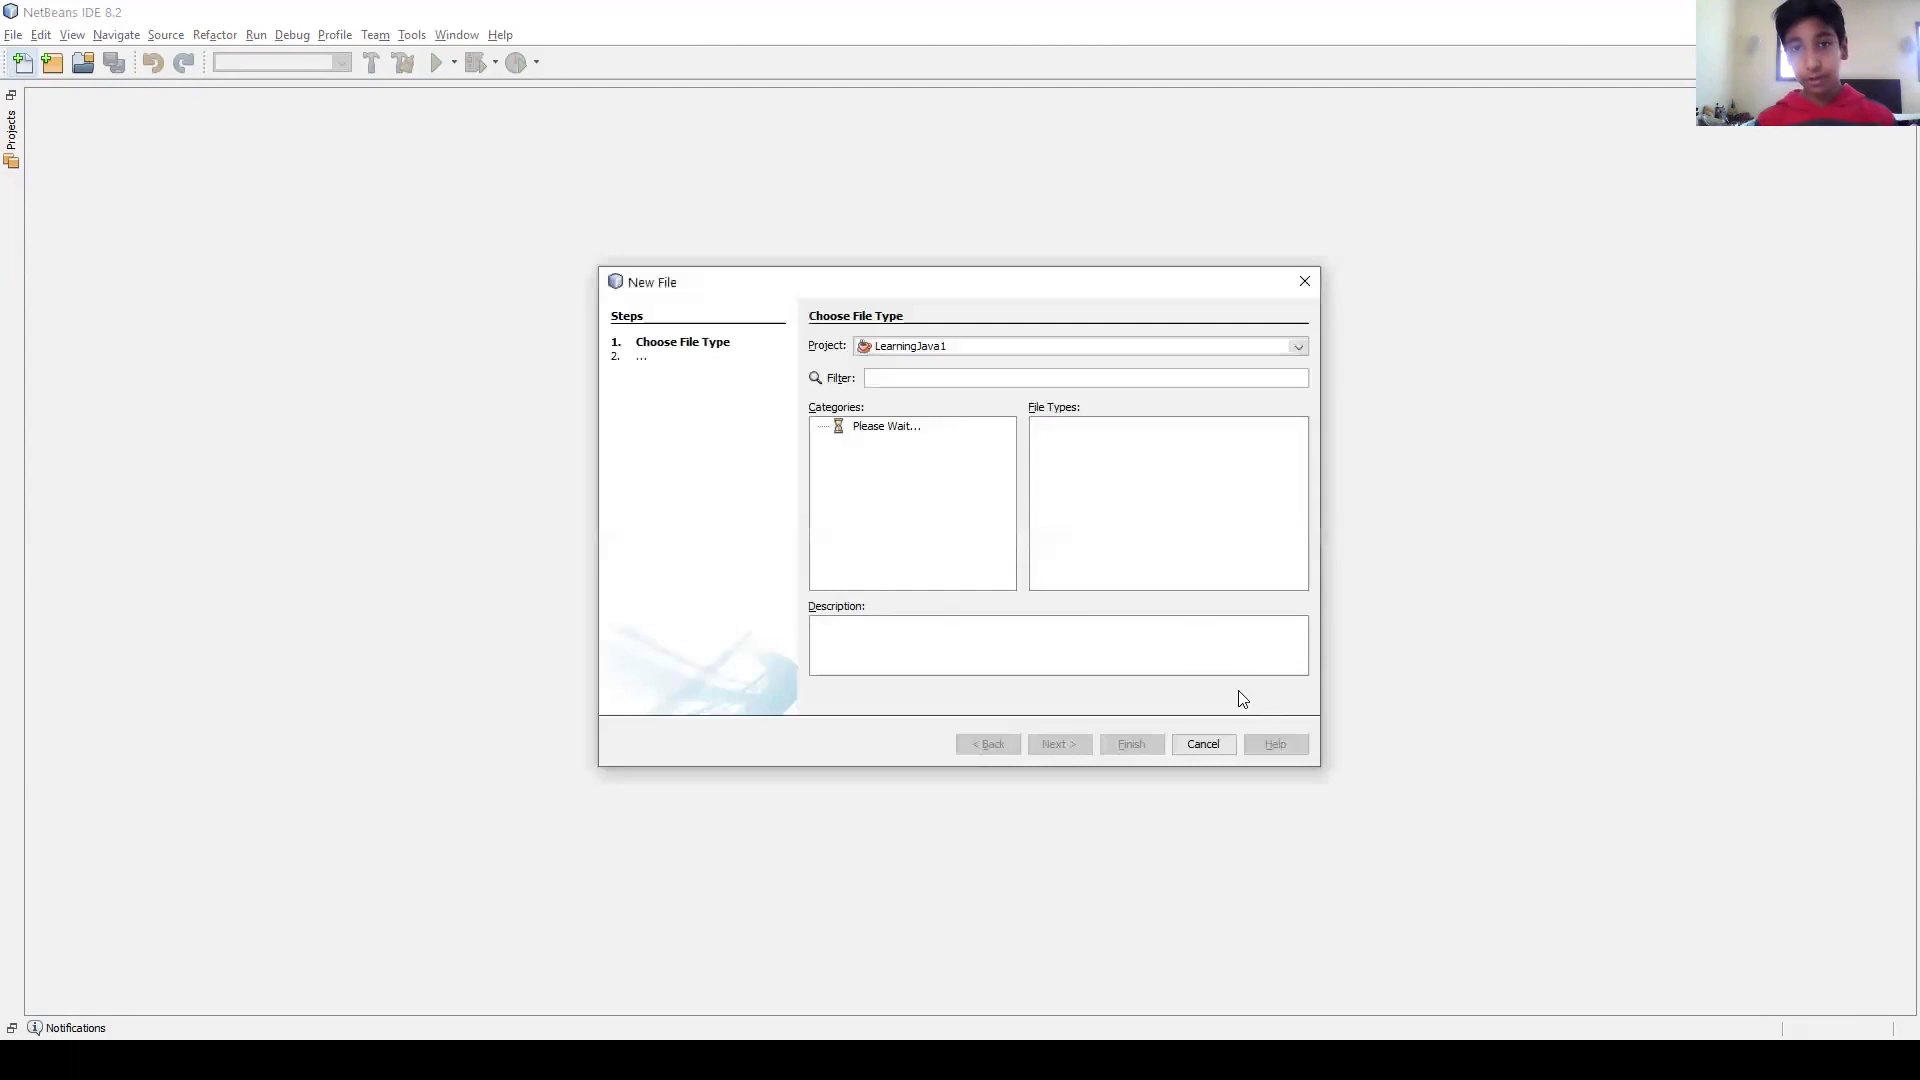 NetBeans IDE 8.2
File Edit View Navigate Source Refactor Run Debug Profile Team Tools Window Help
Projects
New File
Steps
1. Choose File Type
2. ...
Choose File Type
Project: LearningJava1
Filter:
Categories:
File Types:
Please Wait...
Description:
< Back Next > Finish Cancel Help
Notifications